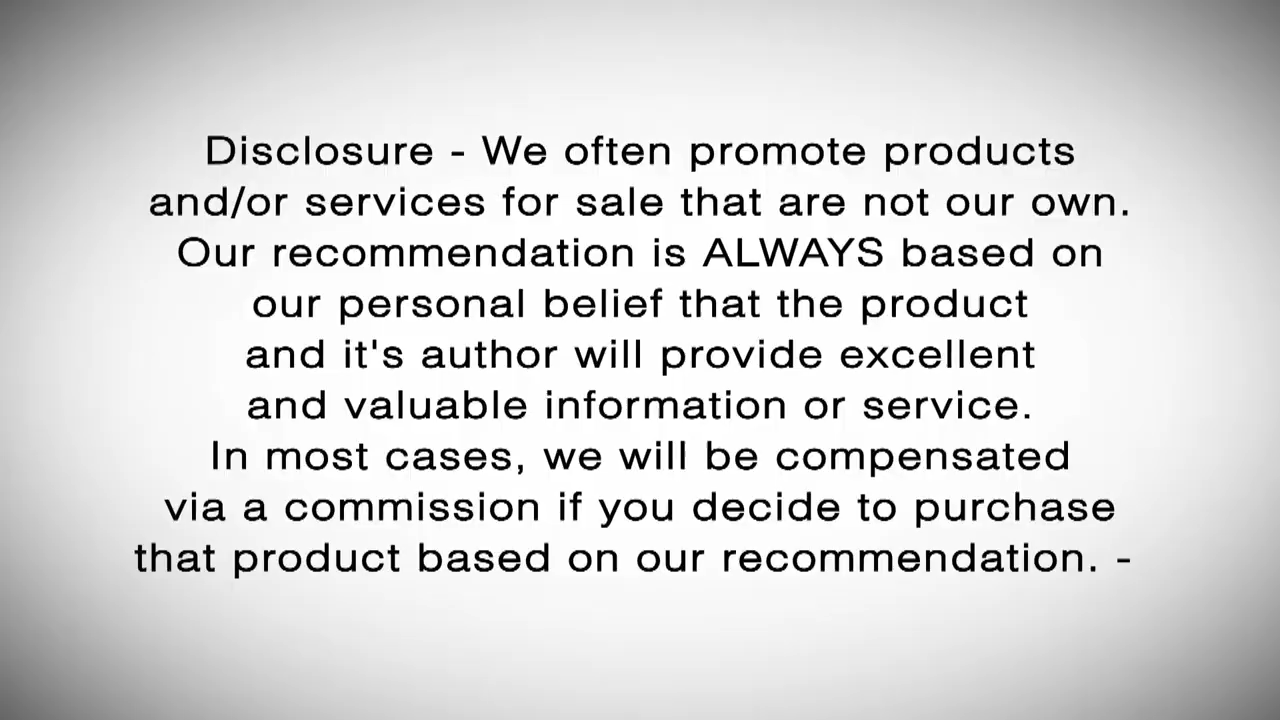 Disclosure - We often promote products
and/or services for sale that are not our own.
Our recommendation is ALWAYS based on
our personal belief that the product
and it's author will provide excellent
and valuable information or service.
In most cases, we will be compensated
via a commission if you decide to purchase
that product based on our recommendation. -